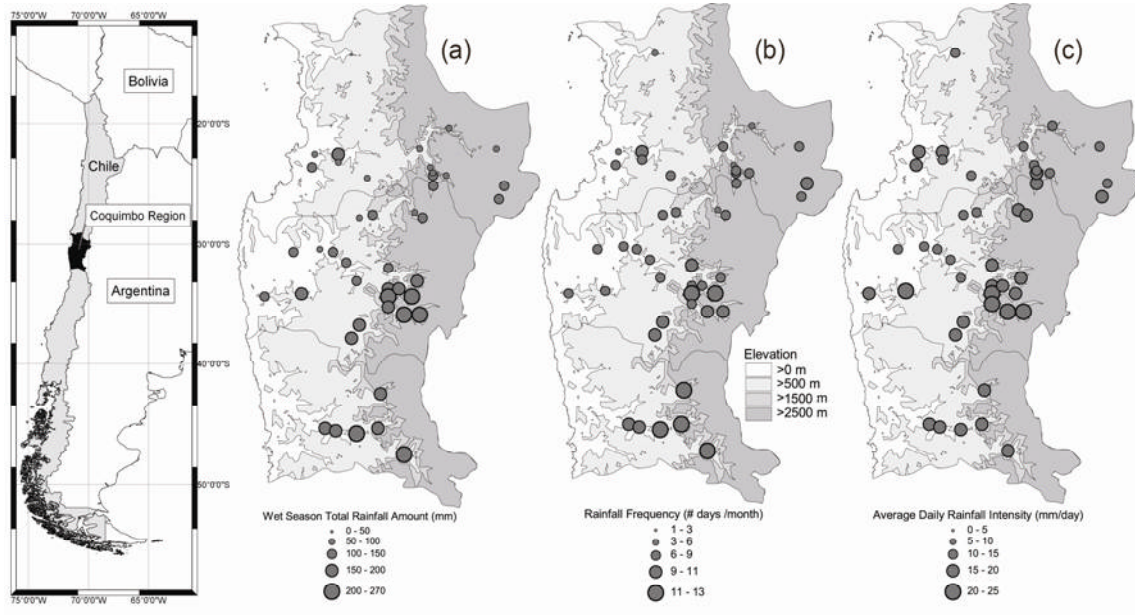 75°0'0"W 70°0'0"W 65°0'0"W
(a)
(b)
(c)
Bolivia
20°0'0"S
Chile
Coquimbo Region
30°0'0"S
Argentina
40°0'0"S
50°0'0"S
75°0'0"W 70°0'0"W 65°0'0"W
Elevation
>0 m
>500 m
>1500 m
>2500 m
Wet Season Total Rainfall Amount (mm)
0 - 50
50 - 100
100 - 150
150 - 200
200 - 270
Rainfall Frequency (# days /month)
1 - 3
3 - 6
6 - 9
9 - 11
11 - 13
Average Daily Rainfall Intensity (mm/day)
0 - 5
5 - 10
10 - 15
15 - 20
20 - 25